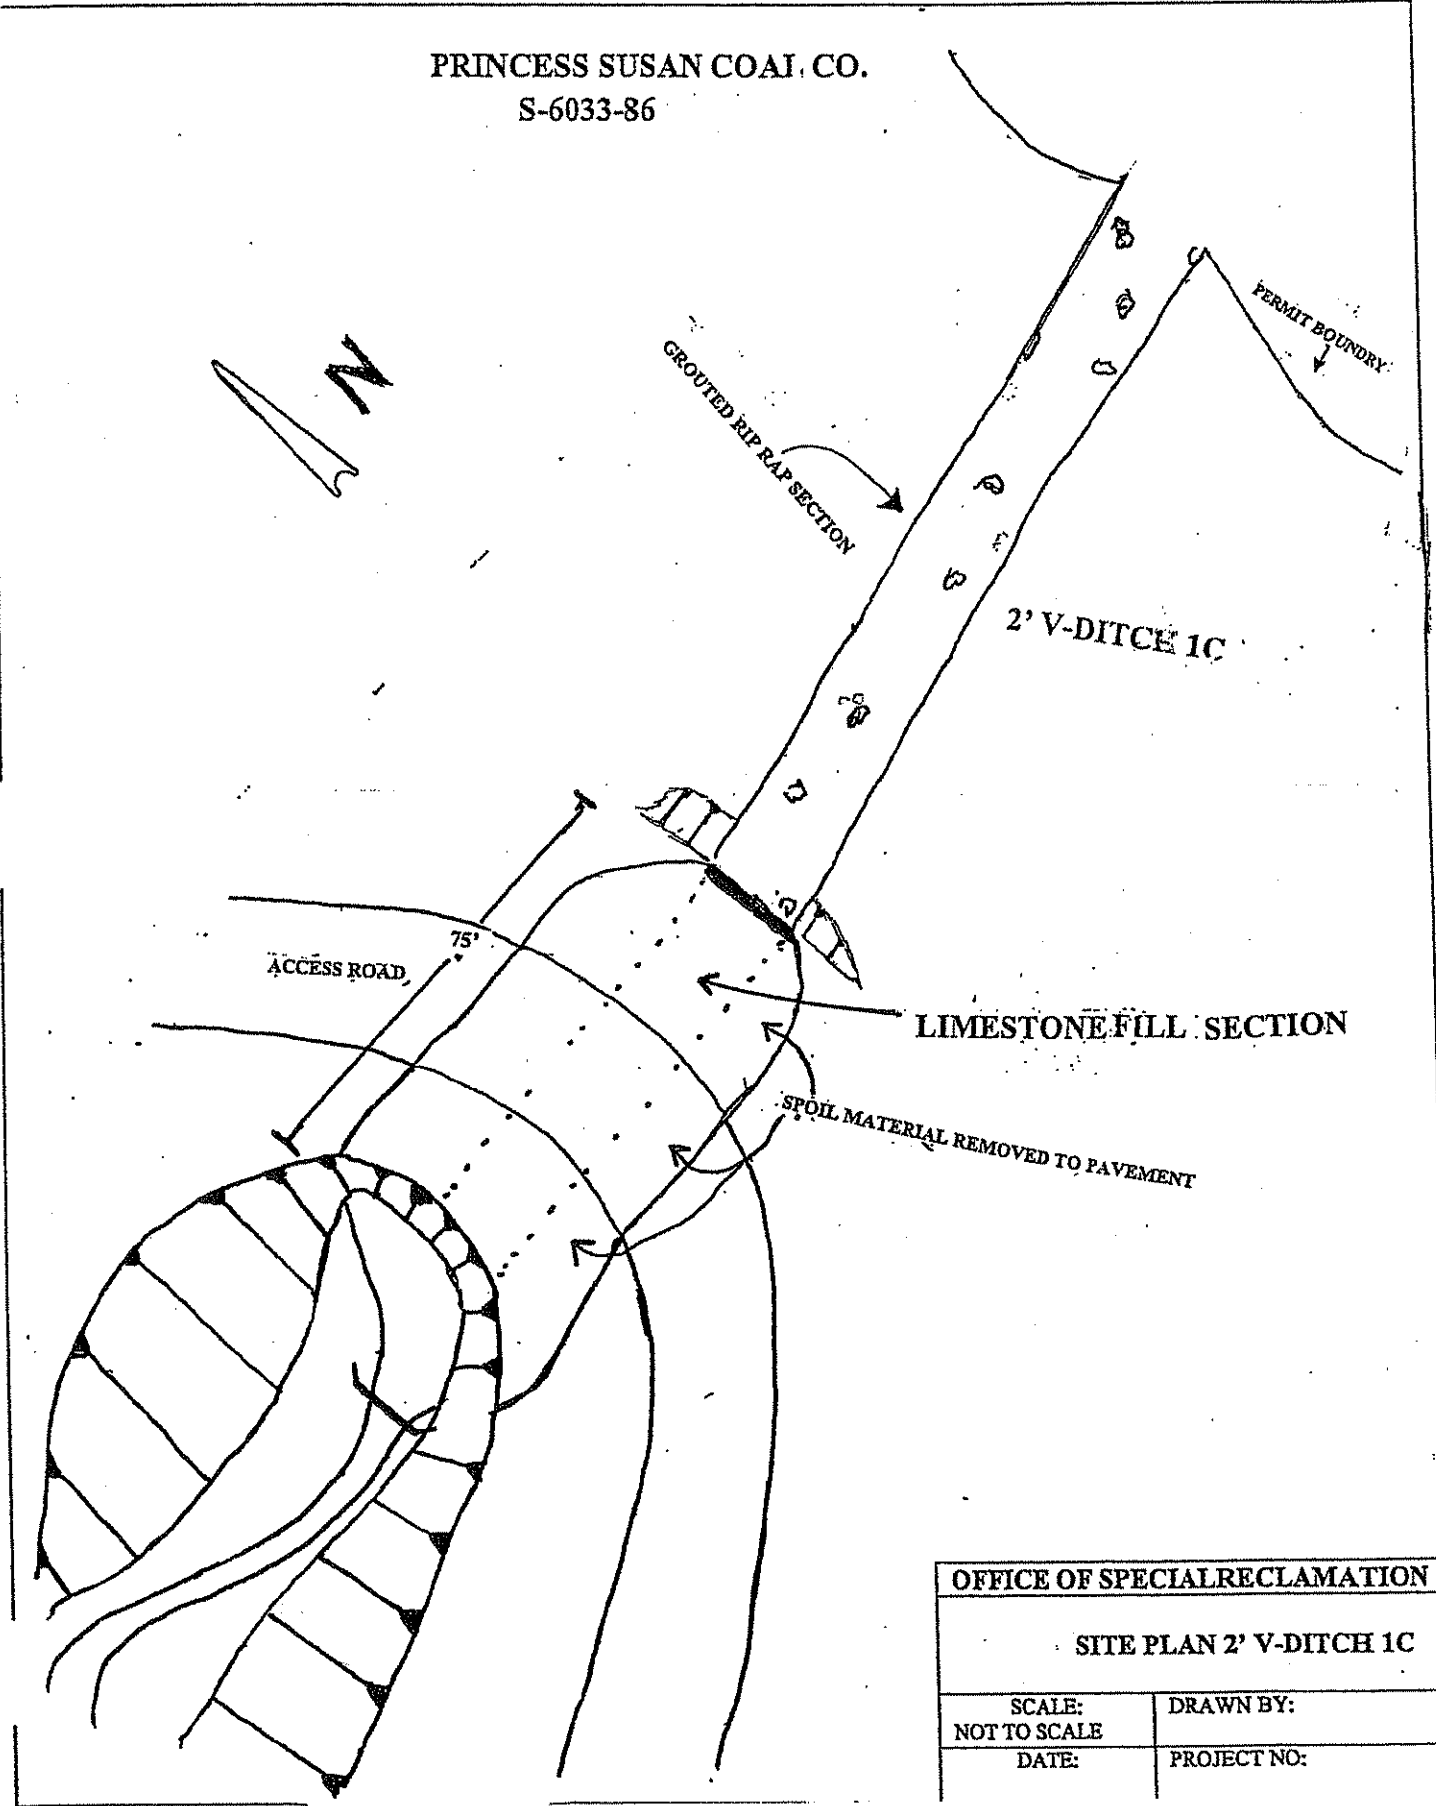 PRINCESS SUSAN COAL CO.
S-6033-86
N
PERMIT BOUNDRY
GROUTED RIP RAP SECTION
2' V-DITCH 1C
75'
ACCESS ROAD
LIMESTONE FILL SECTION
SPOIL MATERIAL REMOVED TO PAVEMENT
OFFICE OF SPECIALRECLAMATION
SITE PLAN 2' V-DITCH 1C
SCALE:
NOT TO SCALE
DRAWN BY:
DATE:
PROJECT NO: